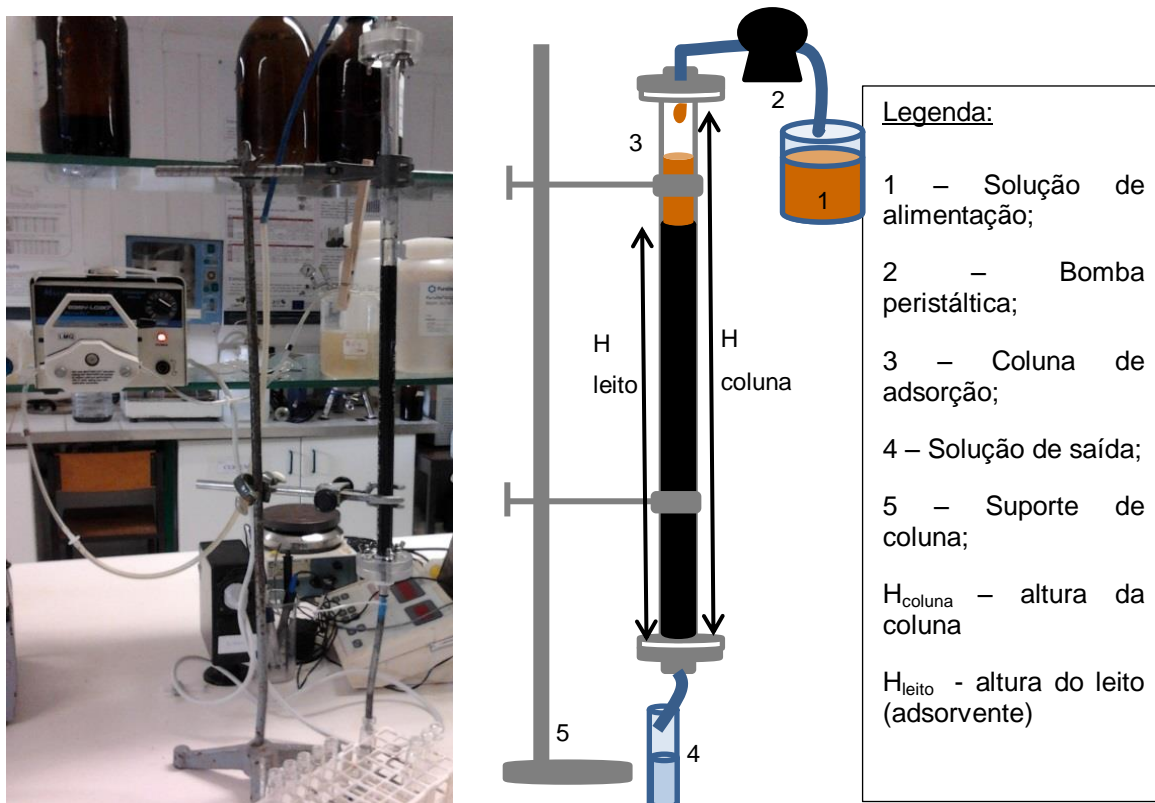 2
3
1
H
leito
H
coluna
5
4
Legenda:
1 – Solução de
alimentação;
2 – Bomba
peristáltica;
3 – Coluna de
adsorção;
4 – Solução de saída;
5 – Suporte de
coluna;
Hcoluna – altura da
coluna
Hleito - altura do leito
(adsorvente)